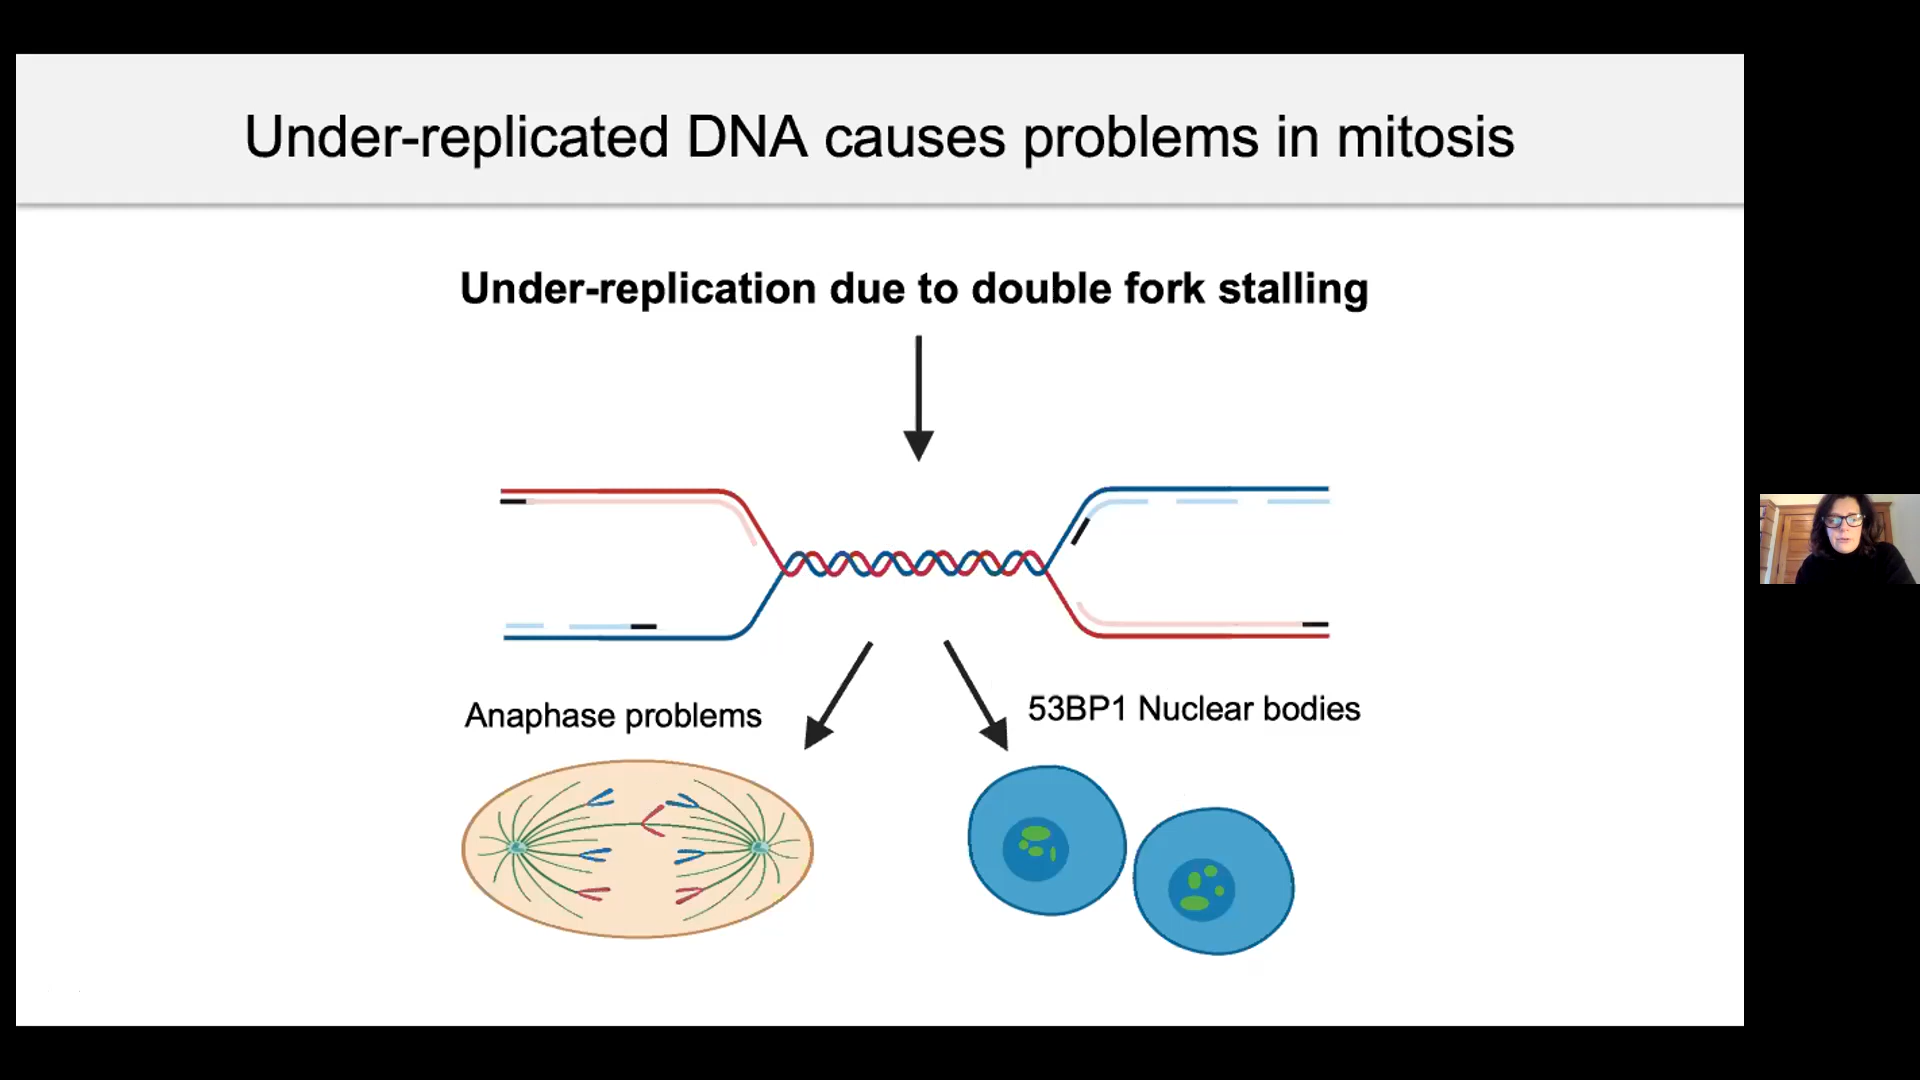 Under-replicated DNA causes problems in mitosis
Under-replication due to double fork stalling
Anaphase problems
53BP1 Nuclear bodies